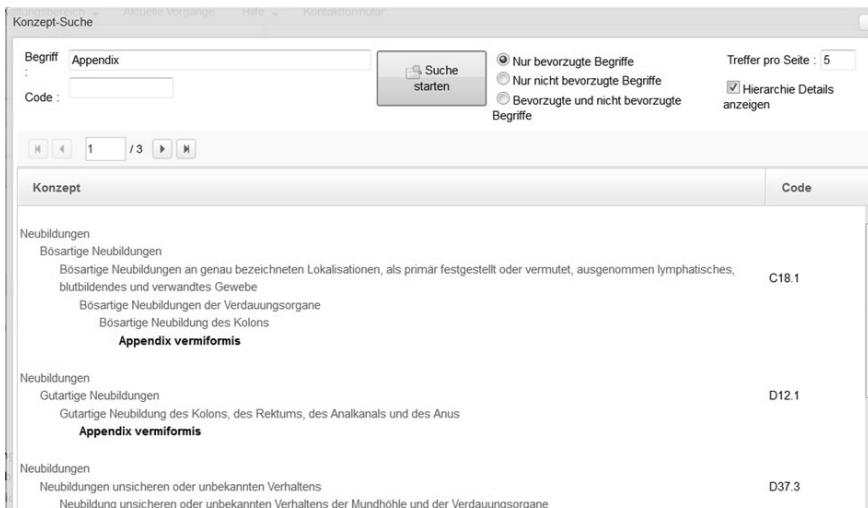 Aktuelle Vorgänge Hilfe Kontaktformular
Konzept-Suche
Begriff : Appendix
Code :
Suche starten
Nur bevorzugte Begriffe
Nur nicht bevorzugte Begriffe
Bevorzugte und nicht bevorzugte
Begriffe
Treffer pro Seite : 5
Hierarchie Details
anzeigen
1 / 3
Konzept Code
Neubildungen
Bösartige Neubildungen
Bösartige Neubildungen an genau bezeichneten Lokalisationen, als primär festgestellt oder vermutet, ausgenommen lymphatisches,
blutbildendes und verwandtes Gewebe
C18.1
Bösartige Neubildungen der Verdauungsorgane
Bösartige Neubildung des Kolons
Appendix vermiformis
Neubildungen
Gutartige Neubildungen D12.1
Gutartige Neubildung des Kolons, des Rektums, des Analkanals und des Anus
Appendix vermiformis
Neubildungen
Neubildungen unsicheren oder unbekannten Verhaltens D37.3
Neubildung unsicheren oder unbekannten Verhaltens der Mundhöhle und der Verdauungsorgane